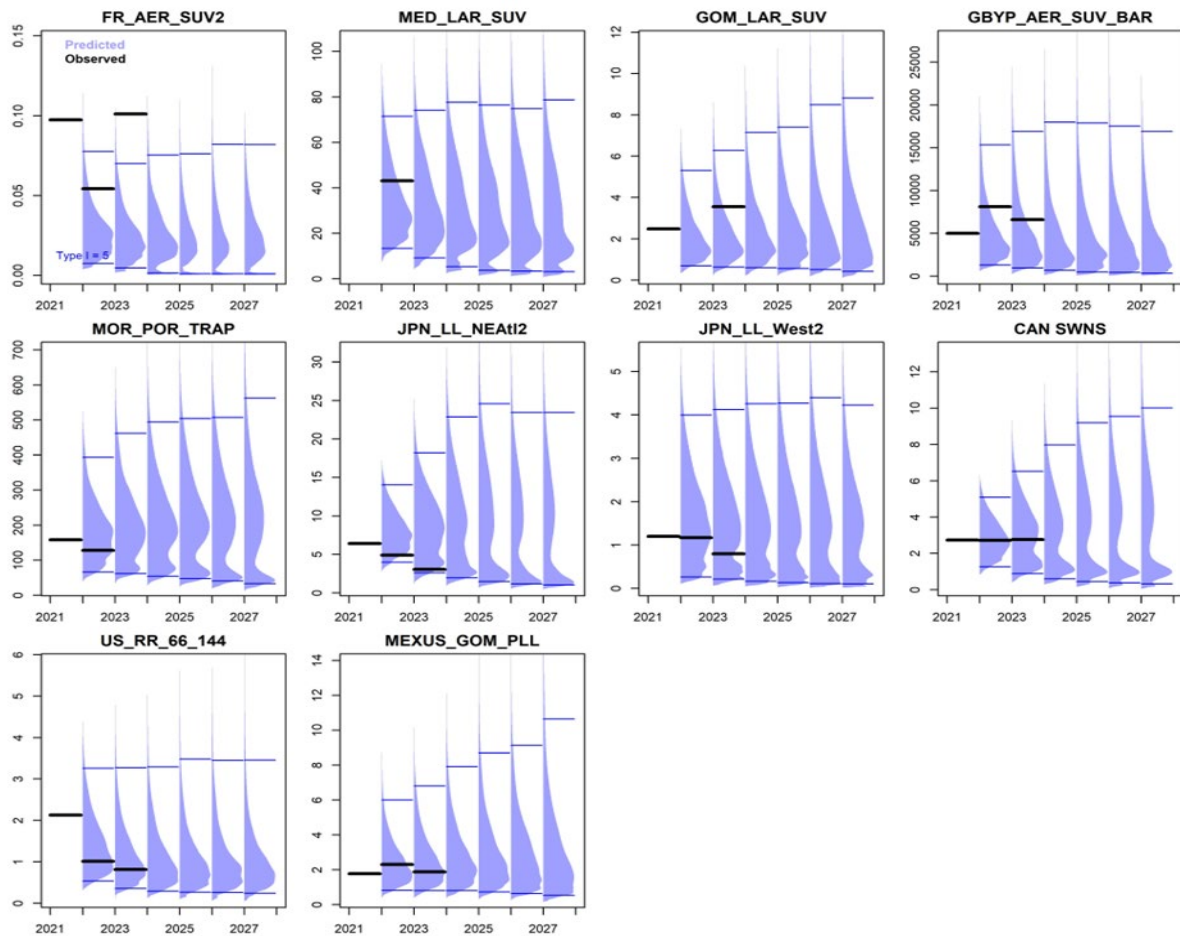 FR_AER_SUV2
MED_LAR_SUV
GOM_LAR_SUV
GBYP_AER_SUV_BAR
Predicted
Observed
Type I = 5
0.15
0.10
0.05
0.00
2021 2023 2025 2027
100
80
60
40
20
0
2021 2023 2025 2027
12
10
8
6
4
2
0
2021 2023 2025 2027
25000
15000
10000
5000
0
2021 2023 2025 2027
MOR_POR_TRAP
JPN_LL_NEAtl2
JPN_LL_West2
CAN SWNS
700
600
500
400
300
200
100
0
2021 2023 2025 2027
30
25
20
15
10
5
0
2021 2023 2025 2027
5
4
3
2
1
0
2021 2023 2025 2027
12
10
8
6
4
2
0
2021 2023 2025 2027
US_RR_66_144
MEXUS_GOM_PLL
6
5
4
3
2
1
0
2021 2023 2025 2027
14
12
10
8
6
4
2
0
2021 2023 2025 2027